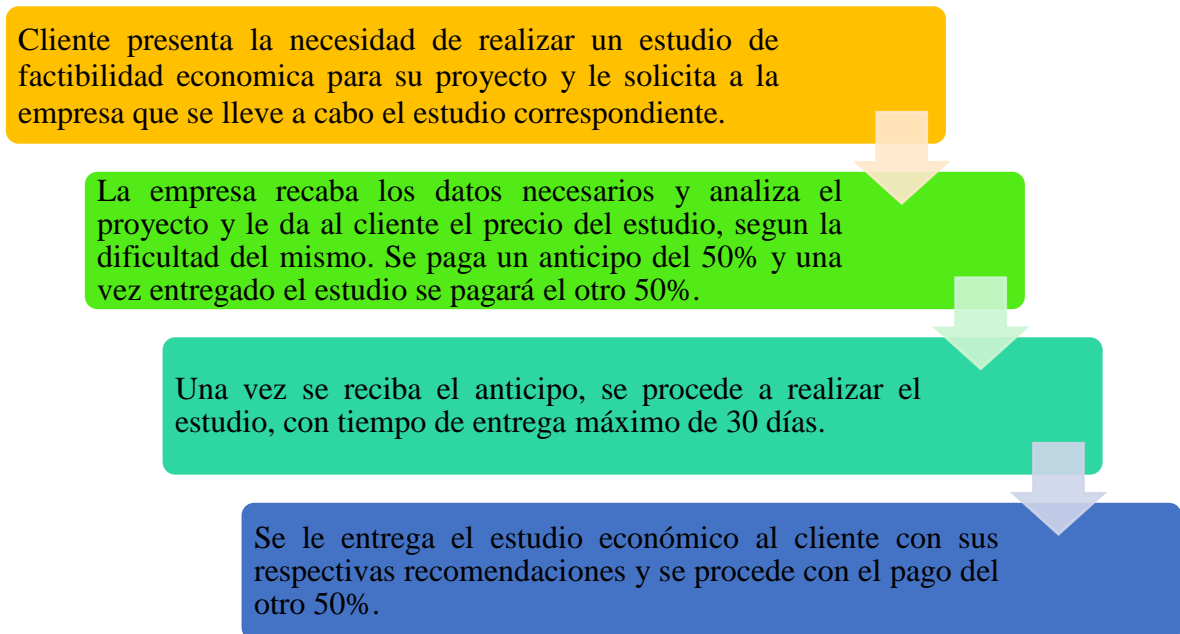 Cliente presenta la necesidad de realizar un estudio de
factibilidad economica para su proyecto y le solicita a la
empresa que se lleve a cabo el estudio correspondiente.
La empresa recaba los datos necesarios y analiza el
proyecto y le da al cliente el precio del estudio, segun la
dificultad del mismo. Se paga un anticipo del 50% y una
vez entregado el estudio se pagará el otro 50%.
Una vez se reciba el anticipo, se procede a realizar el
estudio, con tiempo de entrega máximo de 30 días.
Se le entrega el estudio económico al cliente con sus
respectivas recomendaciones y se procede con el pago del
otro 50%.